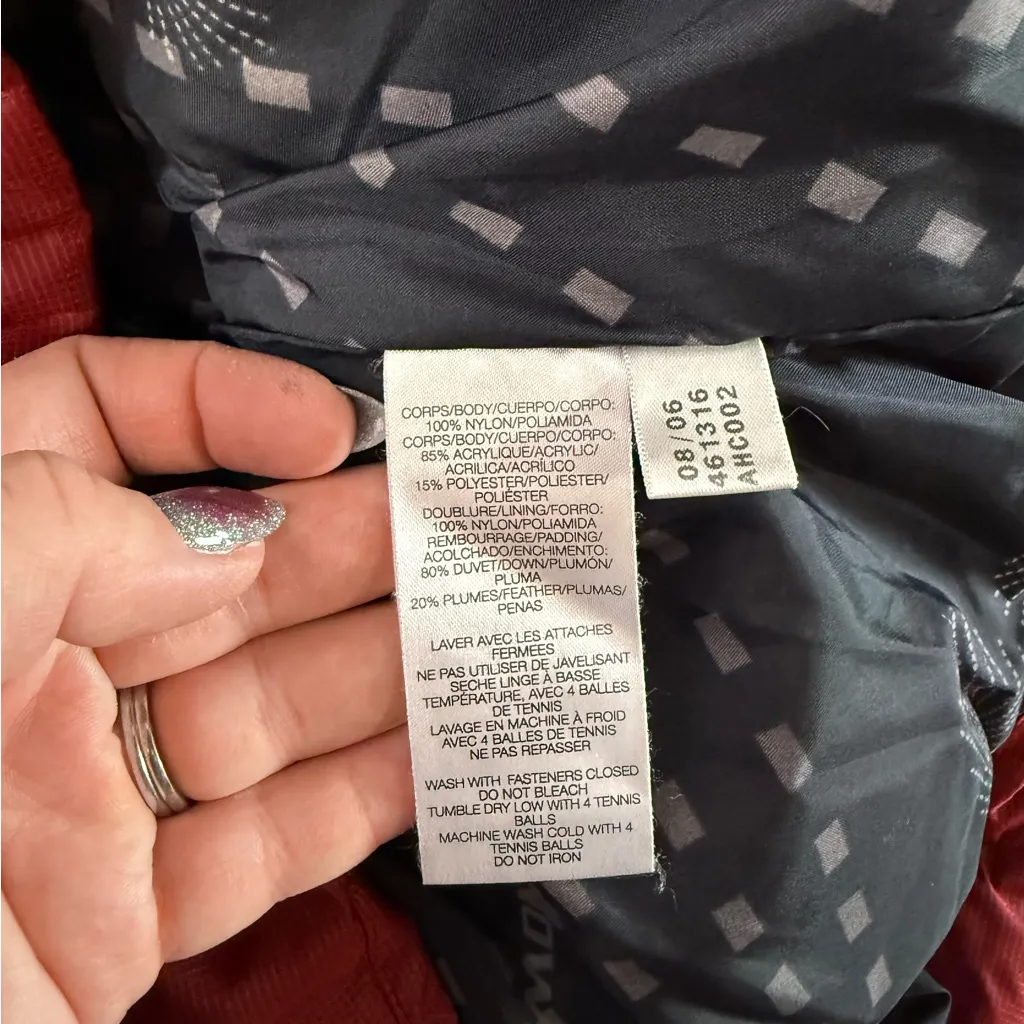 CORPS/BODY/CUERPO/CORPO:
100% NYLON/POLIAMIDA
CORPS/BODY/CUERPO/CORPO:
85% ACRYLIQUE/ACRYLIC/
ACRILICA/ACRÍLICO
15% POLYESTER/POLIESTER/
POLIÉSTER
DOUBLURE/LINING/FORRO:
100% NYLON/POLIAMIDA
REMBOURRAGE/PADDING/
ACOLCHADO/ENCHIMENTO:
80% DUVET/DOWN/PLUMÓN/
PLUMA
20% PLUMES/FEATHER/PLUMAS/
PENAS
LAVER AVEC LES ATTACHES
FERMEES
NE PAS UTILISER DE JAVELISANT
SECHE LINGE À BASSE
TEMPÉRATURE, AVEC 4 BALLES
DE TENNIS
LAVAGE EN MACHINE À FROID
AVEC 4 BALLES DE TENNIS
NE PAS REPASSER
WASH WITH FASTENERS CLOSED
DO NOT BLEACH
TUMBLE DRY LOW WITH 4 TENNIS
BALLS
MACHINE WASH COLD WITH 4
TENNIS BALLS
DO NOT IRON
08/06
461316
AHC002